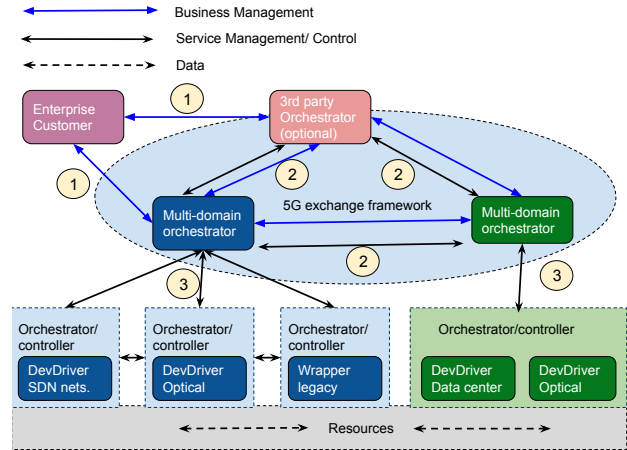 Business Management
Service Management/ Control
Data
1
Enterprise
Customer
3rd party
Orchestrator
(optional)
1
2
2
5G exchange framework
Multi-domain
orchestrator
Multi-domain
orchestrator
2
3
3
Orchestrator/
controller
Orchestrator/
controller
Orchestrator/
controller
Orchestrator/controller
DevDriver
SDN nets.
DevDriver
Optical
Wrapper
legacy
DevDriver
Data center
DevDriver
Optical
Resources